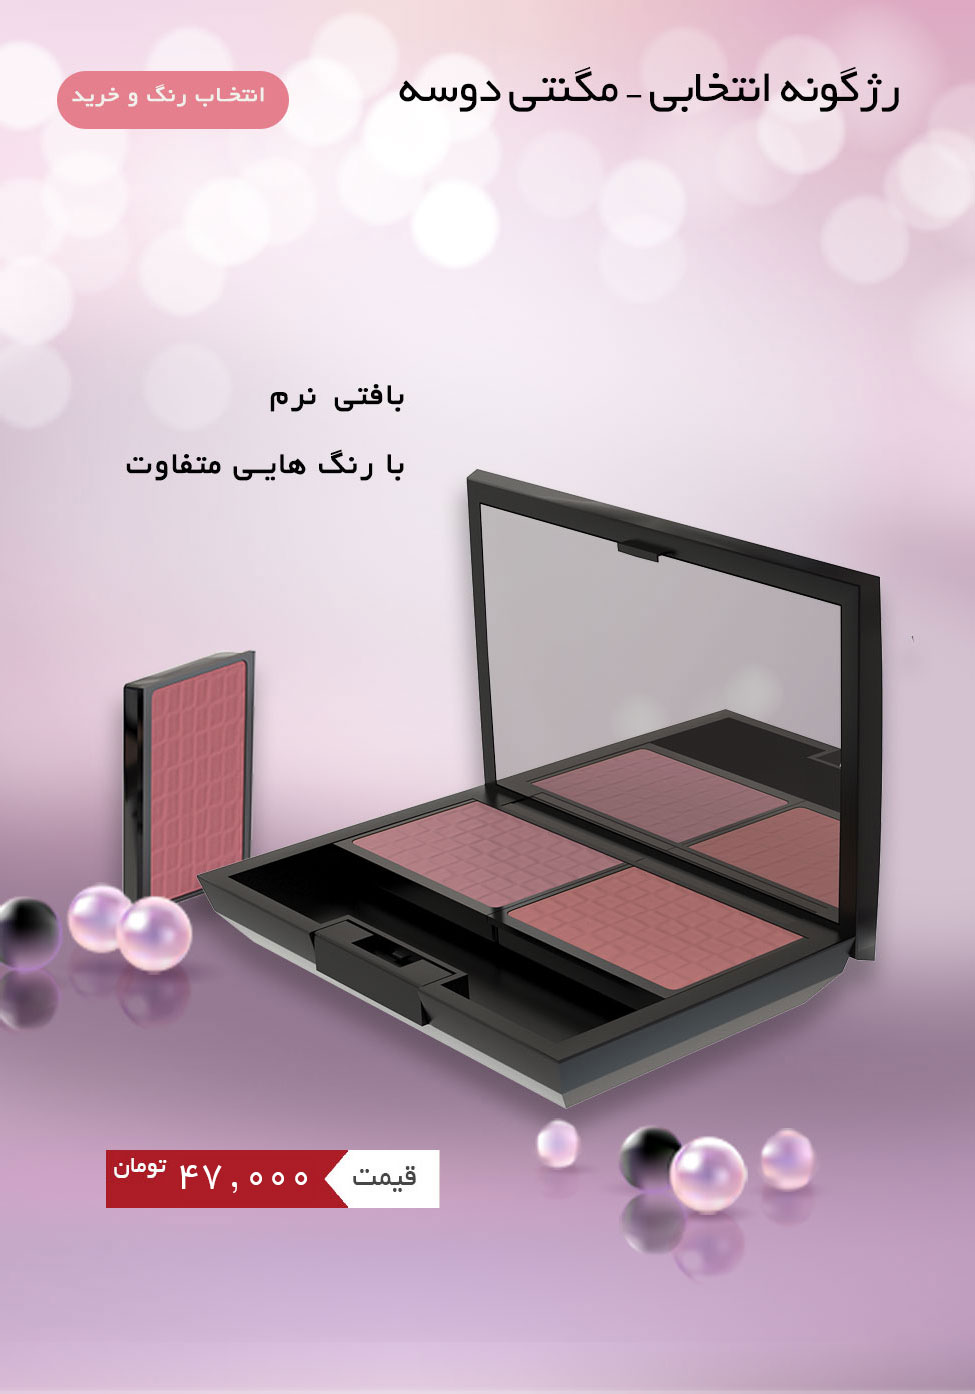 رژگونه انتخابی - مگنتی دوسه
انتخاب رنگ و خرید
بافتی نرم
با رنگ هایی متفاوت
قیمت
۴۷,۰۰۰ تومان